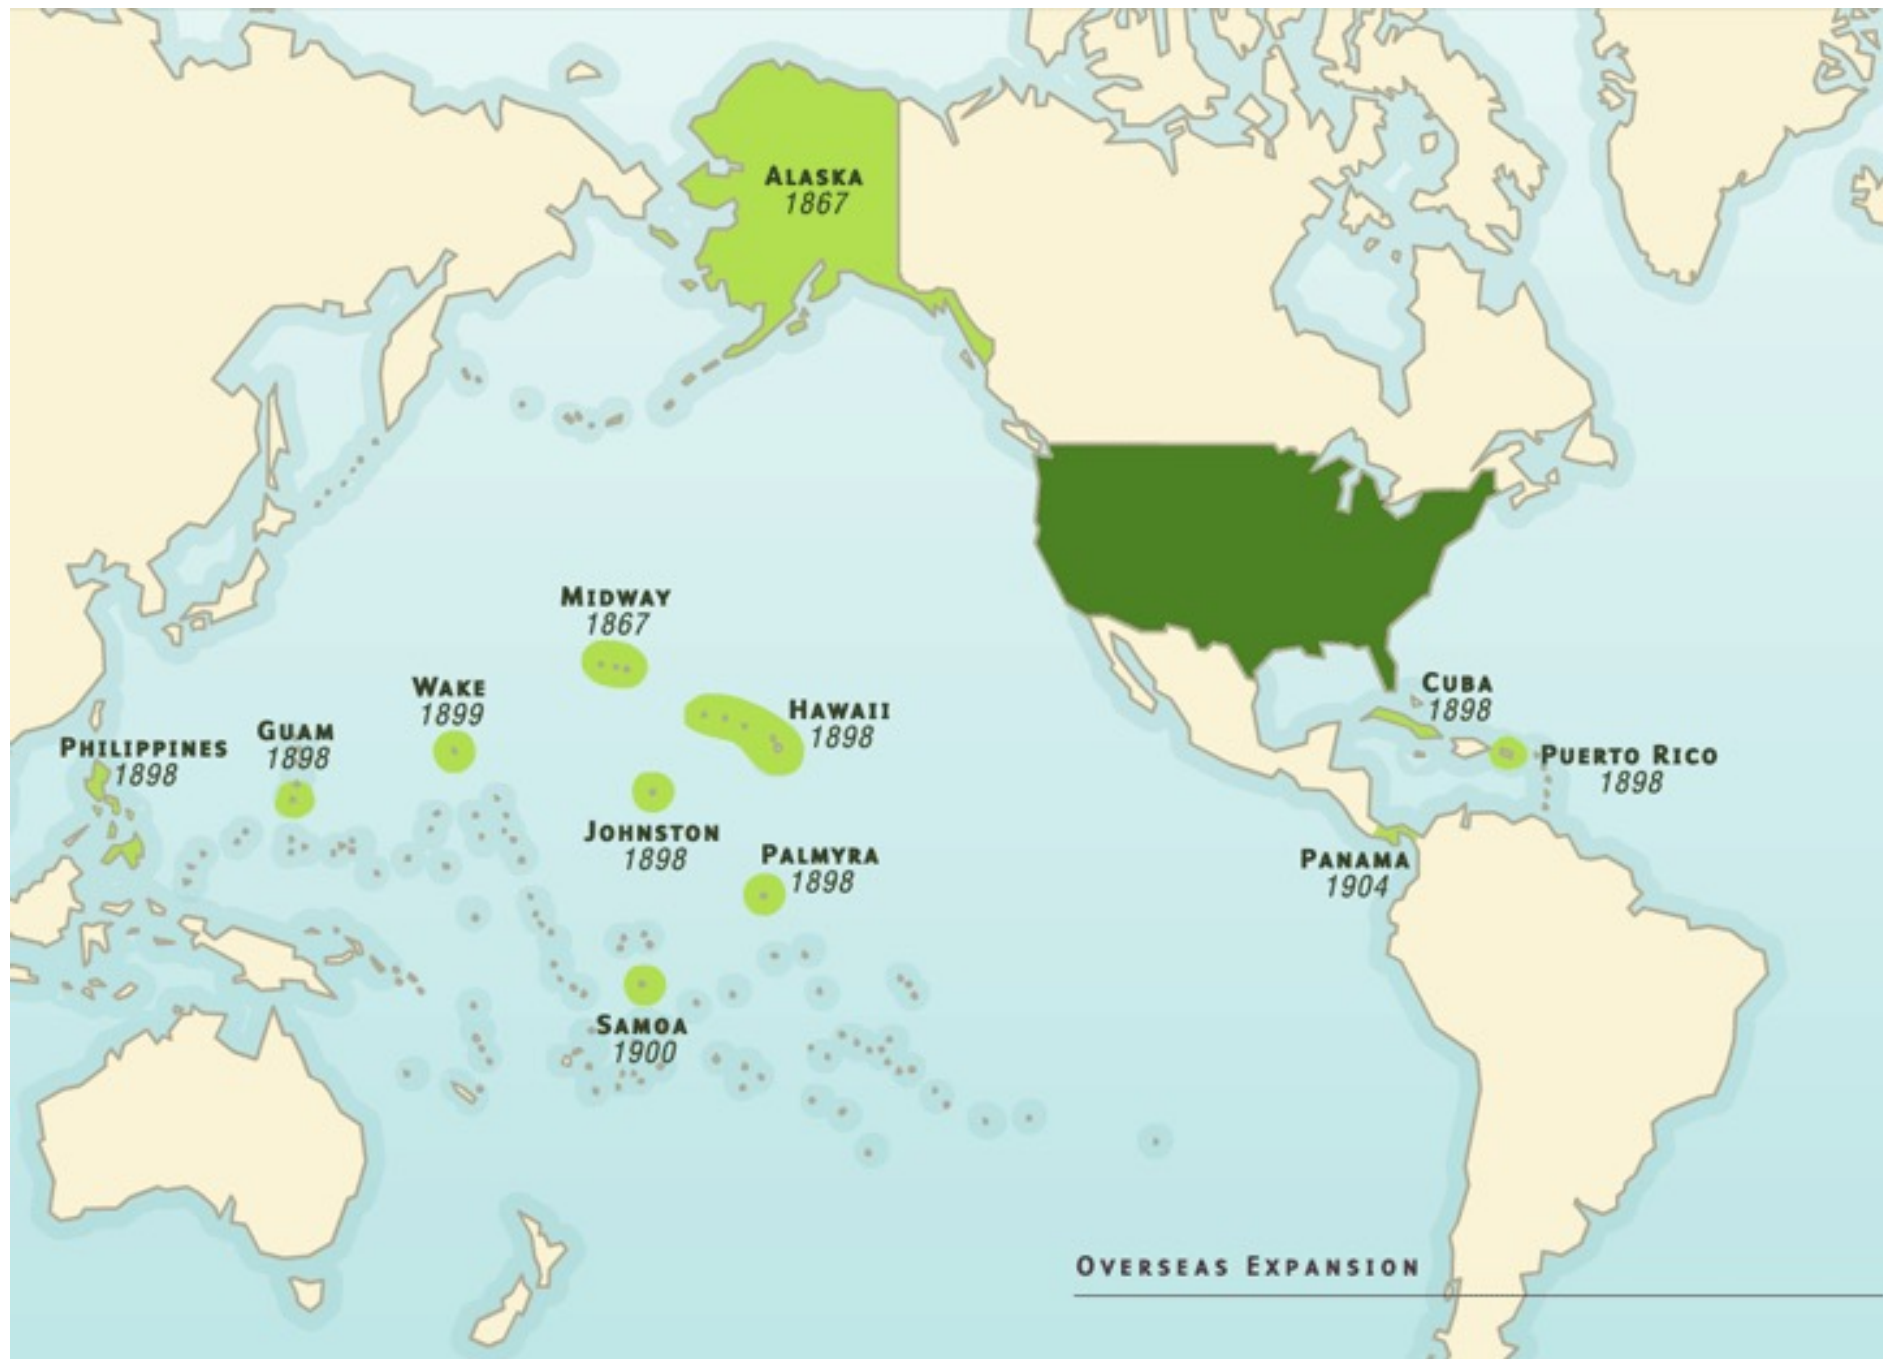 ALASKA
1867
MIDWAY
1867
WAKE
1899
HAWAII
1898
CUBA
1898
GUAM
1898
PHILIPPINES
1898
PUERTO RICO
1898
JOHNSTON
1898
PALMYRA
1898
PANAMA
1904
SAMOA
1900
OVERSEAS EXPANSION